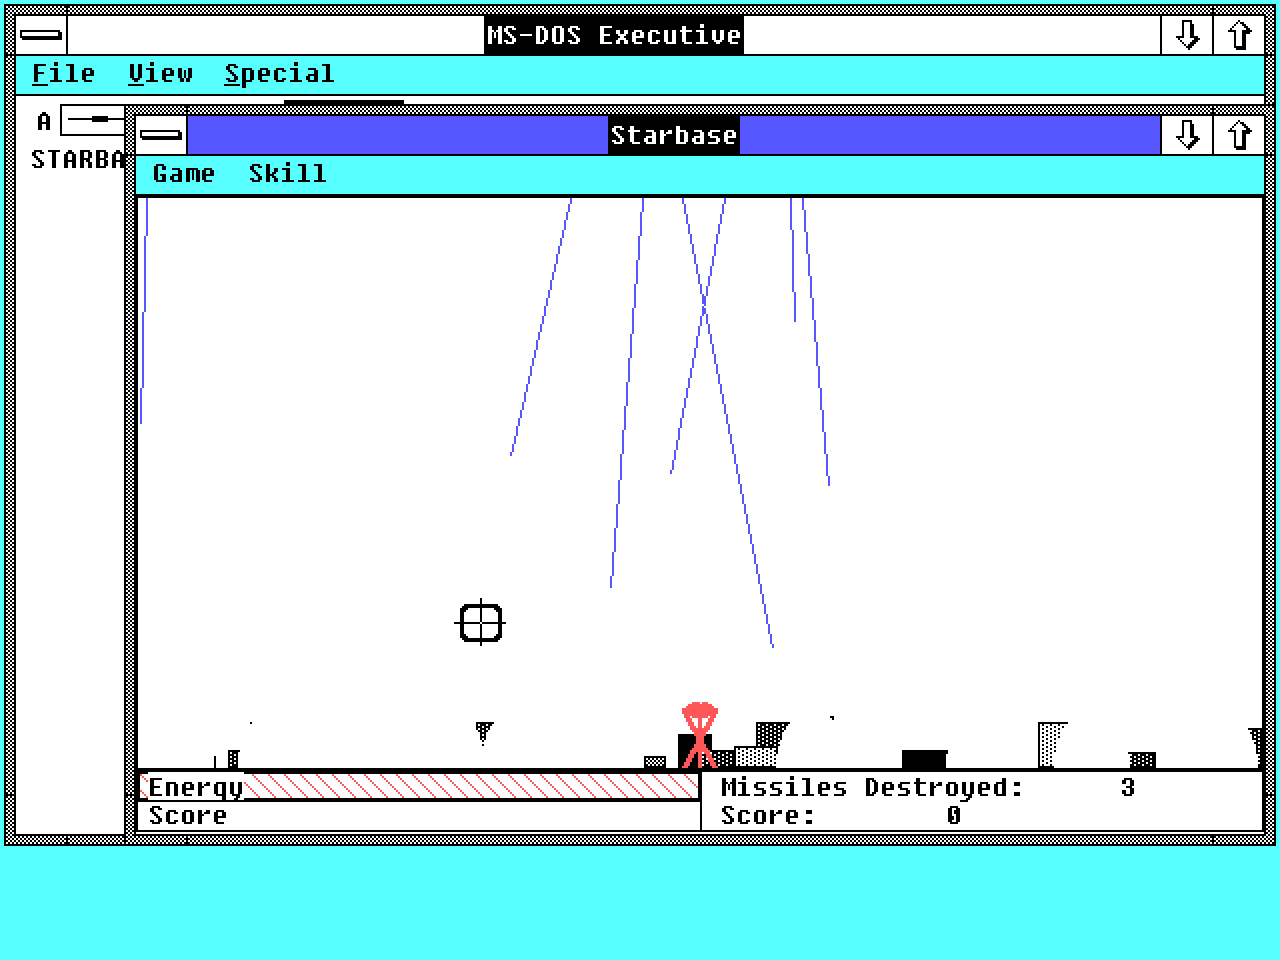 MS-DOS Executive
File View Special
A
STARBA
Starbase
Game Skill
Energy
Score
Missiles Destroyed: 3
Score: 0